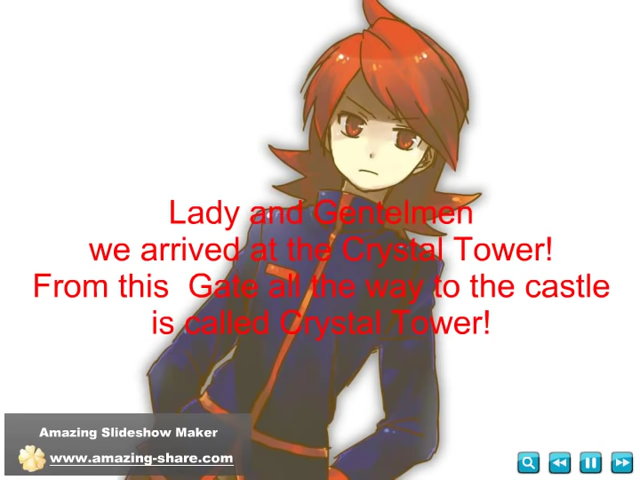 Lady and Gentelmen
we arrived at the Crystal Tower!
From this  Gate all the way to the castle
is called Crystal Tower!
Amazing Slideshow Maker
www.amazing-share.com